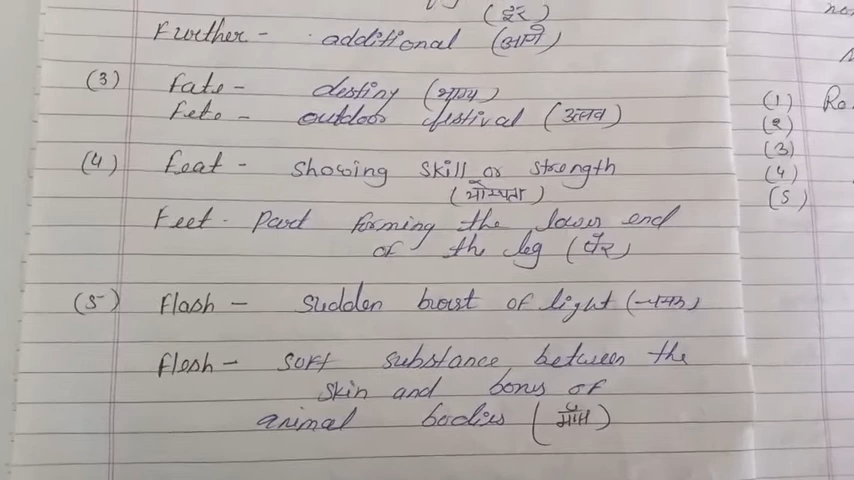 (दूर)
Further - additional (आगे)
(3) Fate - destiny (भाग्य)
Fete - outdoor festival (उत्सव)
(4) Feat - Showing skill or strength
(योग्यता)
Feet - Part forming the lower end
of the leg (पैर)
(5) Flash - Sudden burst of light (चमक)
Flesh - soft substance between the
skin and bones of
animal bodies (माँस)
(1) Re
(2)
(3)
(4)
(5)